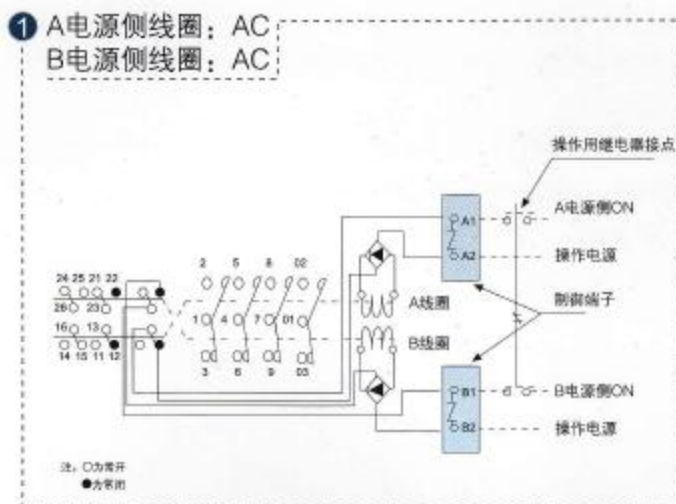 1 A电源侧线圈：AC
B电源侧线圈：AC
操作用继电器接点
A1 A电源侧ON
A2 操作电源
2 5 8 02
24 25 21 22
26 23
A线圈
制御端子
1 4 7 01
16 13
B线圈
14 15 11 12
3 6 9 03
B1 B电源侧ON
B2 操作电源
注，○为常开
●为常闭